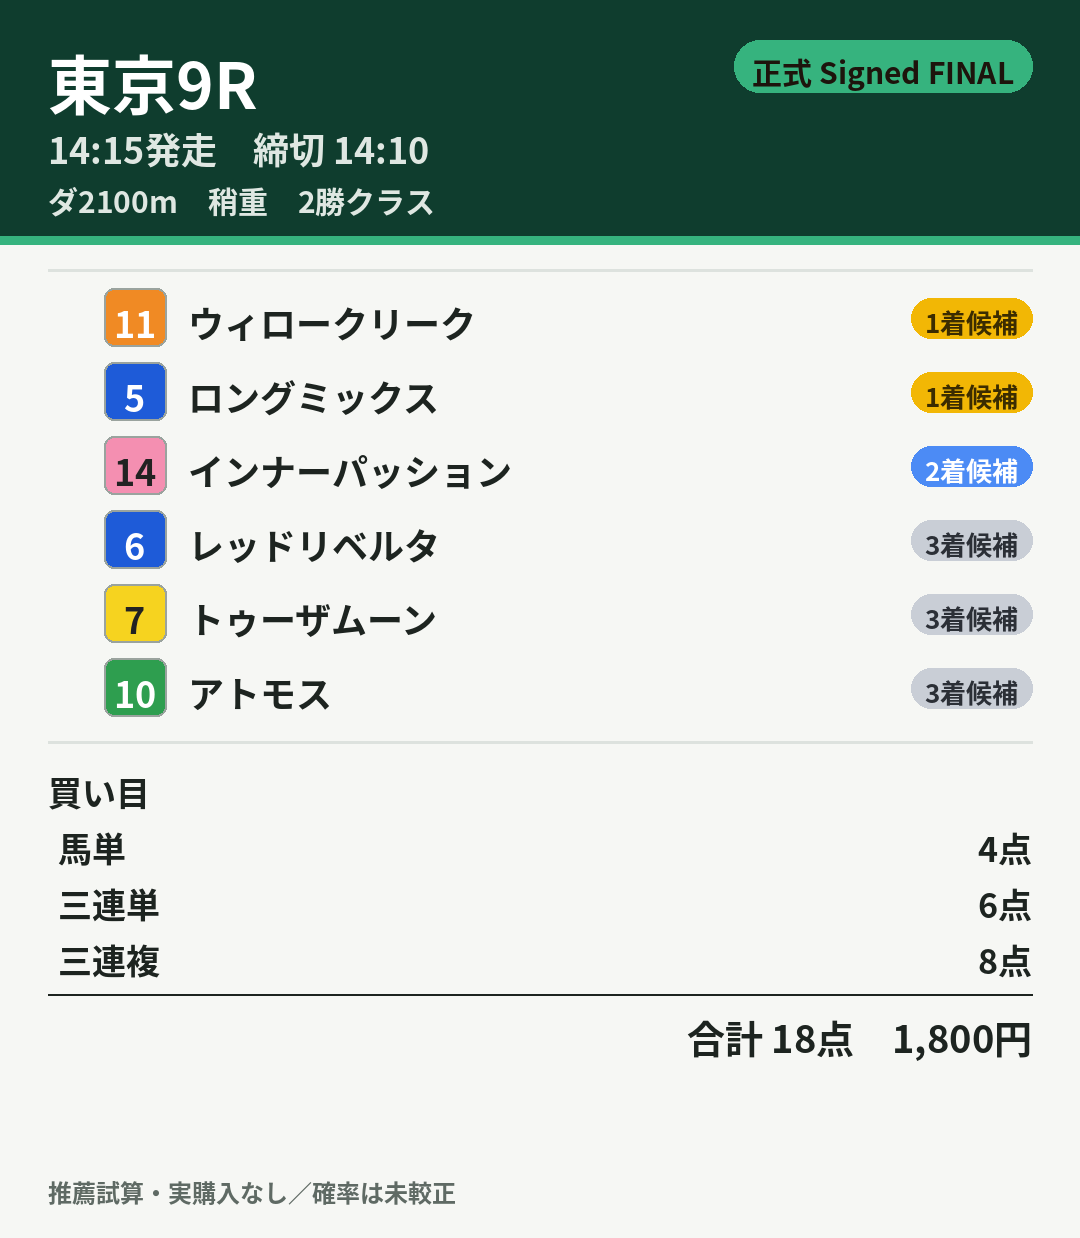 東京9R
正式 Signed FINAL
14:15発走　締切 14:10
ダ2100m　稍重　2勝クラス
11 ウィロークリーク 1着候補
5 ロングミックス 1着候補
14 インナーパッション 2着候補
6 レッドリベルタ 3着候補
7 トゥーザムーン 3着候補
10 アトモス 3着候補
買い目
馬単 4点
三連単 6点
三連複 8点
合計 18点　1,800円
推薦試算・実購入なし／確率は未較正